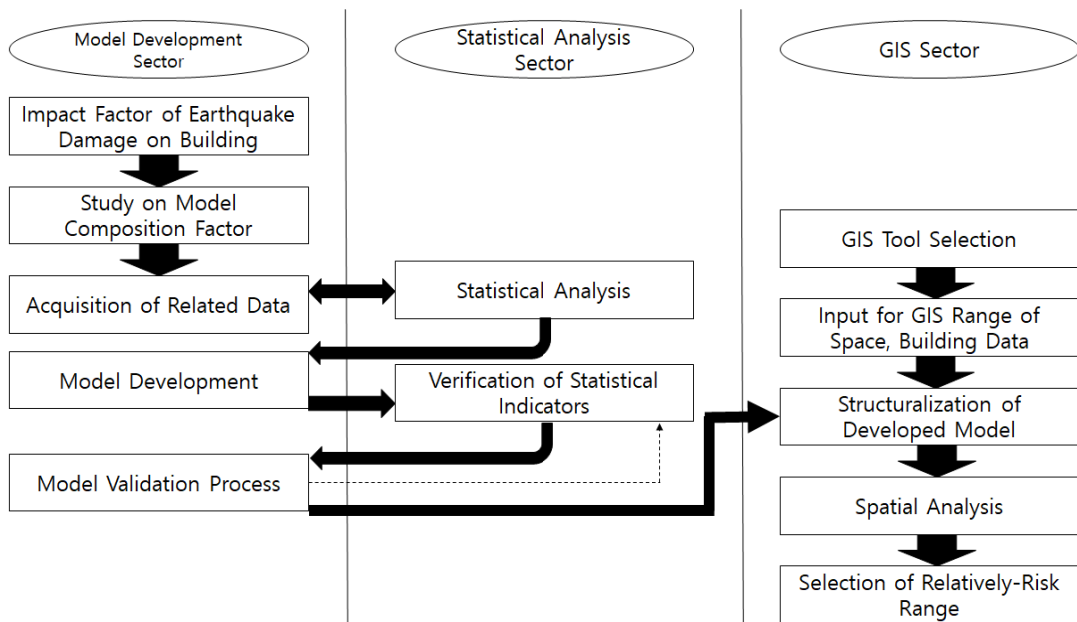 Model Development
Sector
Impact Factor of Earthquake
Damage on Building
Study on Model
Composition Factor
Acquisition of Related Data
Model Development
Model Validation Process
Statistical Analysis
Sector
Statistical Analysis
Verification of Statistical
Indicators
GIS Sector
GIS Tool Selection
Input for GIS Range of
Space, Building Data
Structuralization of
Developed Model
Spatial Analysis
Selection of Relatively-Risk
Range